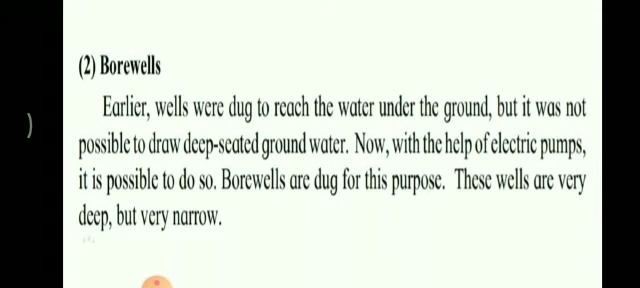 (2) Borewells
Earlier, wells were dug to reach the water under the ground, but it was not
possible to draw deep-seated ground water. Now, with the help of electric pumps,
it is possible to do so. Borewells are dug for this purpose. These wells are very
deep, but very narrow.